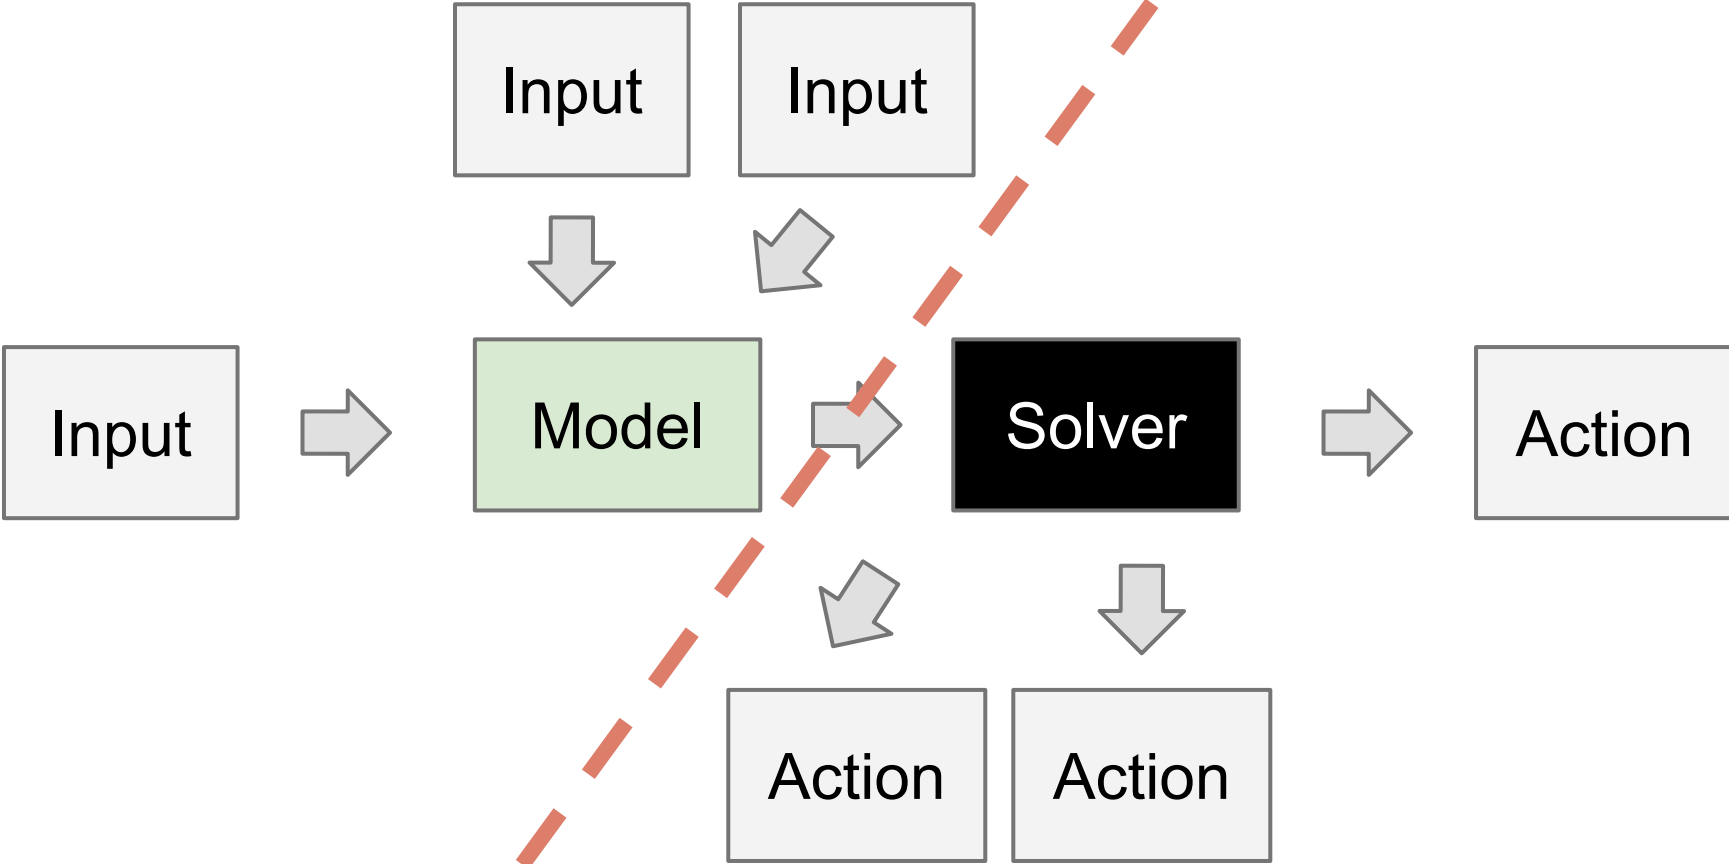 Input
Input
Input
Model
Solver
Action
Action
Action